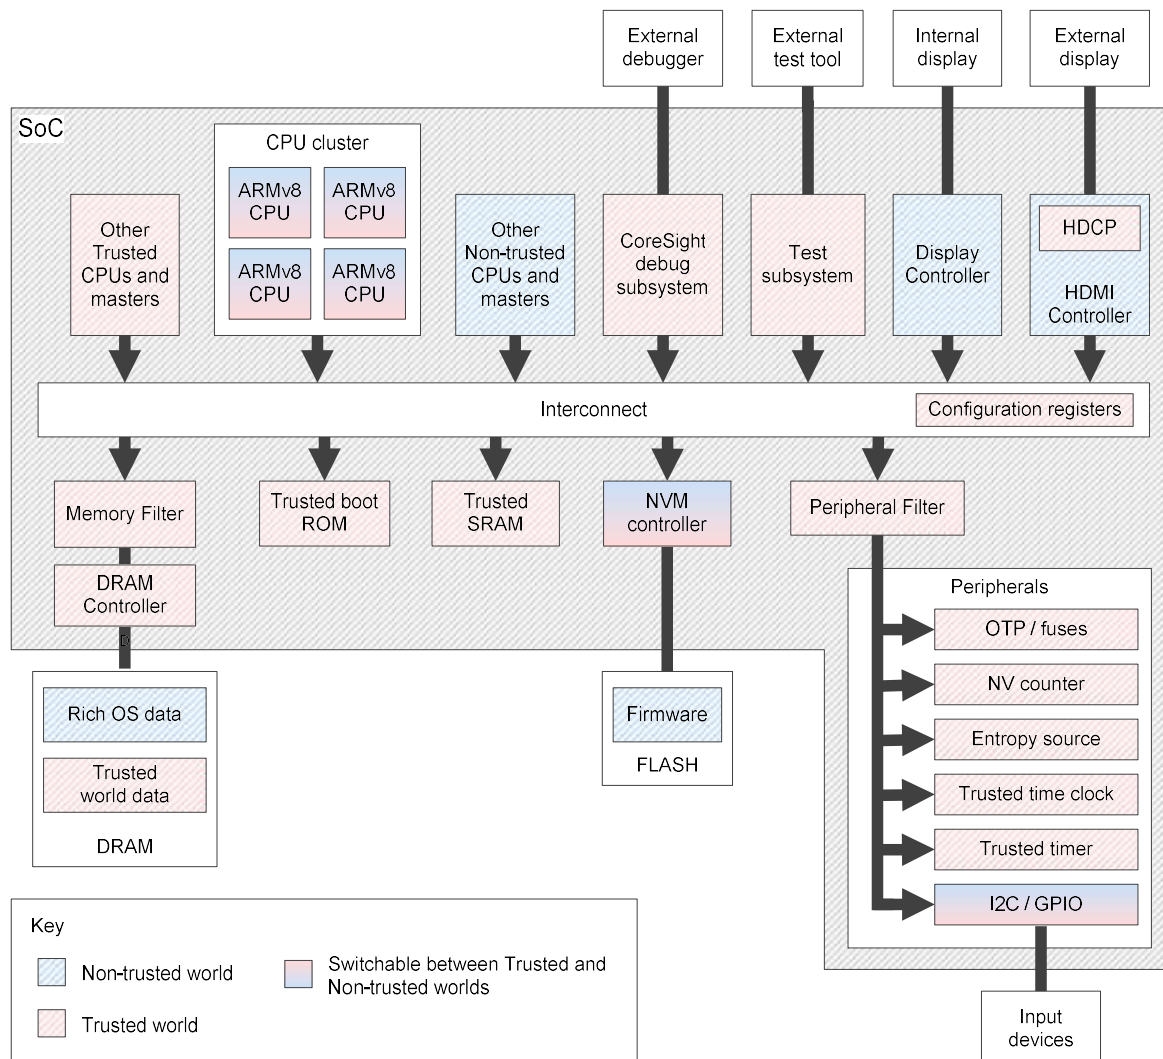 External
debugger
External
test tool
Internal
display
External
display
SoC
CPU cluster
ARMv8
CPU
ARMv8
CPU
ARMv8
CPU
ARMv8
CPU
Other
Trusted
CPUs and
masters
Other
Non-trusted
CPUs and
masters
CoreSight
debug
subsystem
Test
subsystem
Display
Controller
HDCP
HDMI
Controller
Interconnect
Configuration registers
Memory Filter
Trusted boot
ROM
Trusted
SRAM
NVM
controller
Peripheral Filter
DRAM
Controller
D
Peripherals
OTP / fuses
NV counter
Entropy source
Trusted time clock
Trusted timer
I2C / GPIO
Rich OS data
Trusted
world data
DRAM
Firmware
FLASH
Key
Non-trusted world
Trusted world
Switchable between Trusted and
Non-trusted worlds
Input
devices